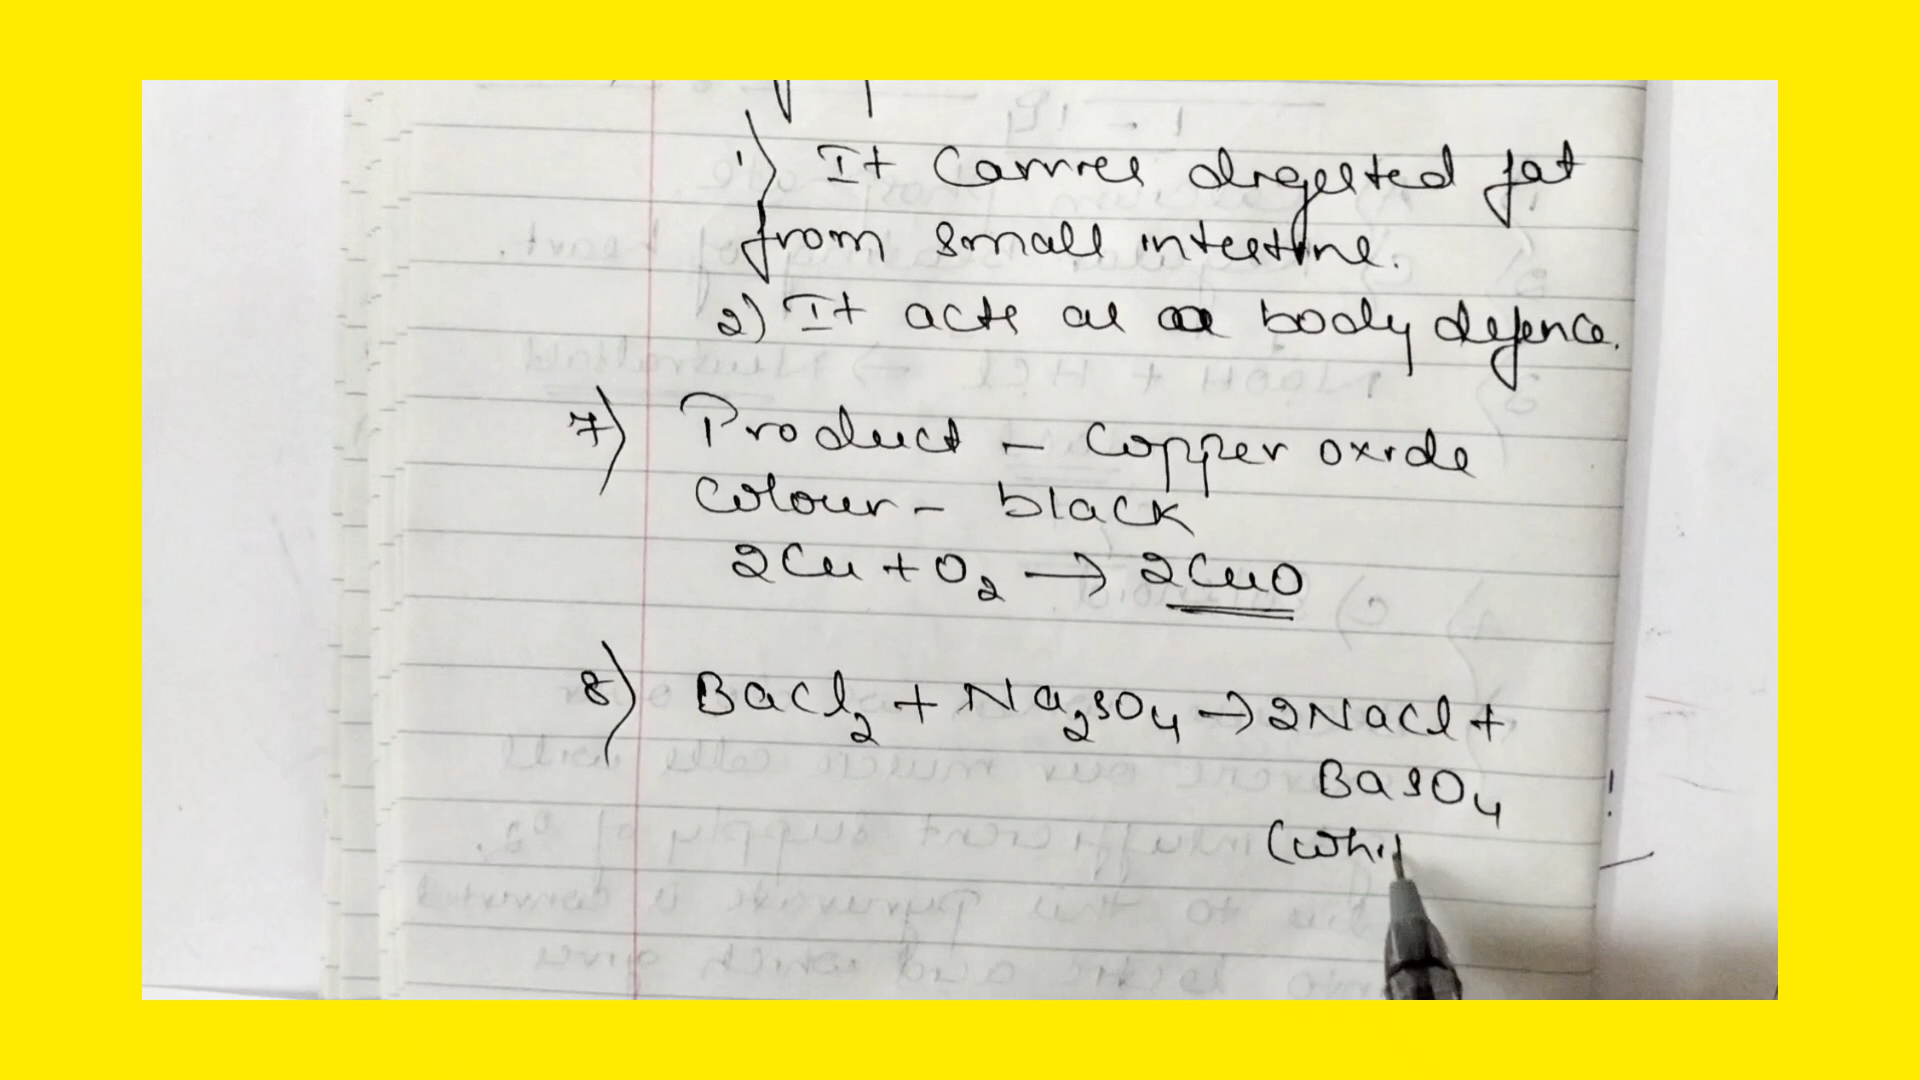 1) It carries digested fat
from small intestine.
2) It acts as a body defence.
7) Product - Copper oxide
Colour - black
2Cu + O2 → 2CuO
8) BaCl2 + Na2SO4 → 2NaCl +
BaSO4
(Whi